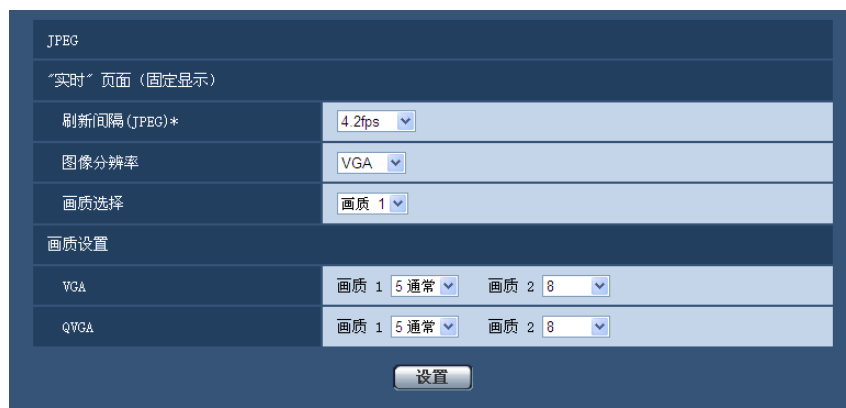 JPEG
"实时" 页面（固定显示）
刷新间隔(JPEG)* 4.2fps
图像分辨率 VGA
画质选择 画质 1
画质设置
VGA 画质 1 5 通常 画质 2 8
QVGA 画质 1 5 通常 画质 2 8
设置